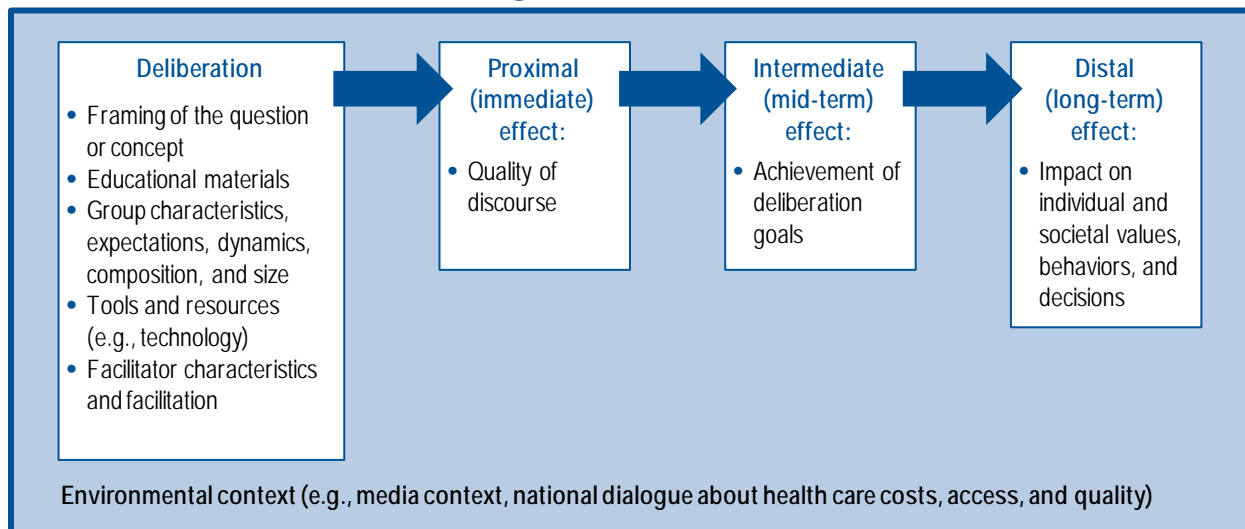 Deliberation
• Framing of the question
or concept
• Educational materials
• Group characteristics,
expectations, dynamics,
composition, and size
• Tools and resources
(e.g., technology)
• Facilitator characteristics
and facilitation
Proximal
(immediate)
effect:
• Quality of
discourse
Intermediate
(mid-term)
effect:
• Achievement of
deliberation
goals
Distal
(long-term)
effect:
• Impact on
individual and
societal values,
behaviors, and
decisions
Environmental context (e.g., media context, national dialogue about health care costs, access, and quality)